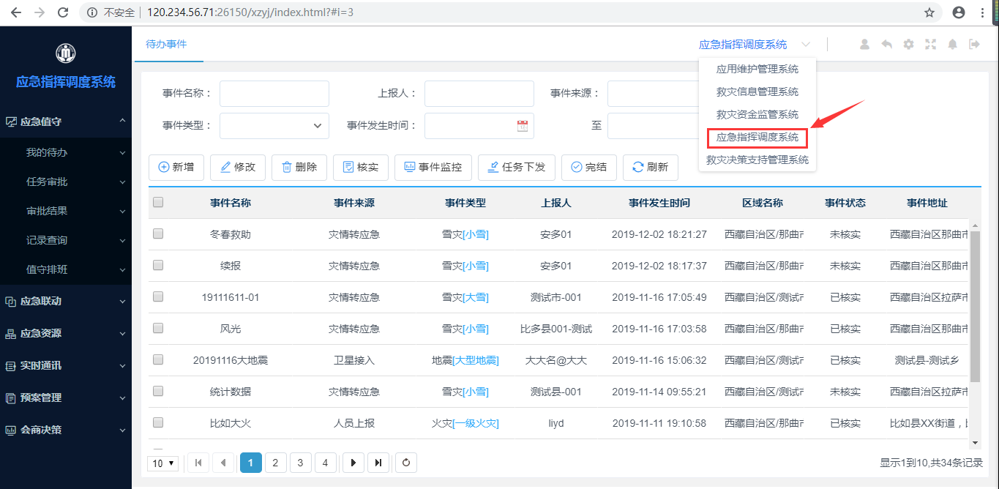 不安全 120.234.56.71:26150/xzyj/index.html?#i=3
应急指挥调度系统
应急值守
我的待办
任务审批
审批结果
记录查询
值守排班
应急联动
应急资源
实时通讯
预案管理
会商决策
待办事件
应急指挥调度系统
应用维护管理系统
救灾信息管理系统
救灾资金监管系统
应急指挥调度系统
救灾决策支持管理系统
事件名称： 上报人： 事件来源：
事件类型： 事件发生时间： 至
新增 修改 删除 核实 事件监控 任务下发 完结 刷新
事件名称 事件来源 事件类型 上报人 事件发生时间 区域名称 事件状态 事件地址
冬春救助 灾情转应急 雪灾[小雪] 安多01 2019-12-02 18:21:27 西藏自治区/那曲 未核实 西藏自治区那曲市
续报 灾情转应急 雪灾[小雪] 安多01 2019-12-02 18:17:37 西藏自治区/那曲 未核实 西藏自治区那曲市
19111611-01 灾情转应急 雪灾[大雪] 测试市-001 2019-11-16 17:05:49 西藏自治区/测试 已核实 西藏自治区拉萨市
风光 灾情转应急 雪灾[小雪] 比多县001-测试 2019-11-16 17:03:58 西藏自治区/那曲 已核实 西藏自治区那曲市
20191116大地震 卫星接入 地震[大型地震] 大大名@大大 2019-11-16 15:06:32 西藏自治区/测试 已核实 测试县-测试乡
统计数据 灾情转应急 雪灾[小雪] 测试县-001 2019-11-14 09:55:21 西藏自治区/测试 未核实 西藏自治区拉萨市
比如大火 人员上报 火灾[一级火灾] liyd 2019-11-11 19:10:58 西藏自治区/那曲 已核实 比如县XX街道，
10 1 2 3 4 显示1到10,共34条记录